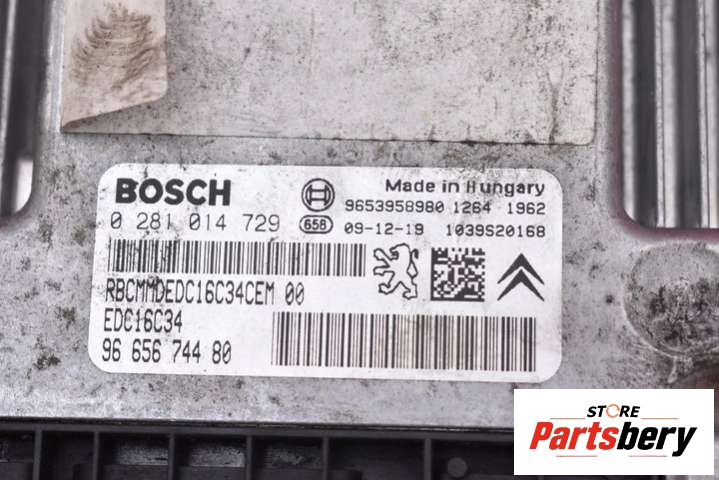 BOSCH
Made in Hungary
9653958980 1264 1962
0 281 014 729
658 09-12-19 1039S20168
RBCMMDEDC16C34CEM 00
EDC16C34
96 656 744 80
STORE
Partsbery